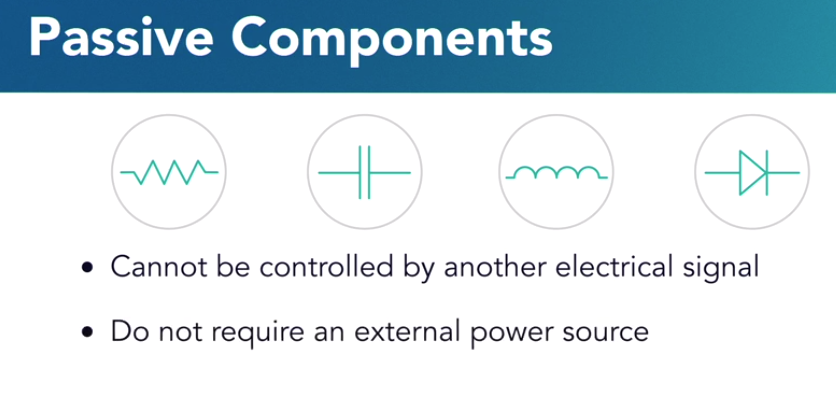 Passive Components
• Cannot be controlled by another electrical signal
• Do not require an external power source